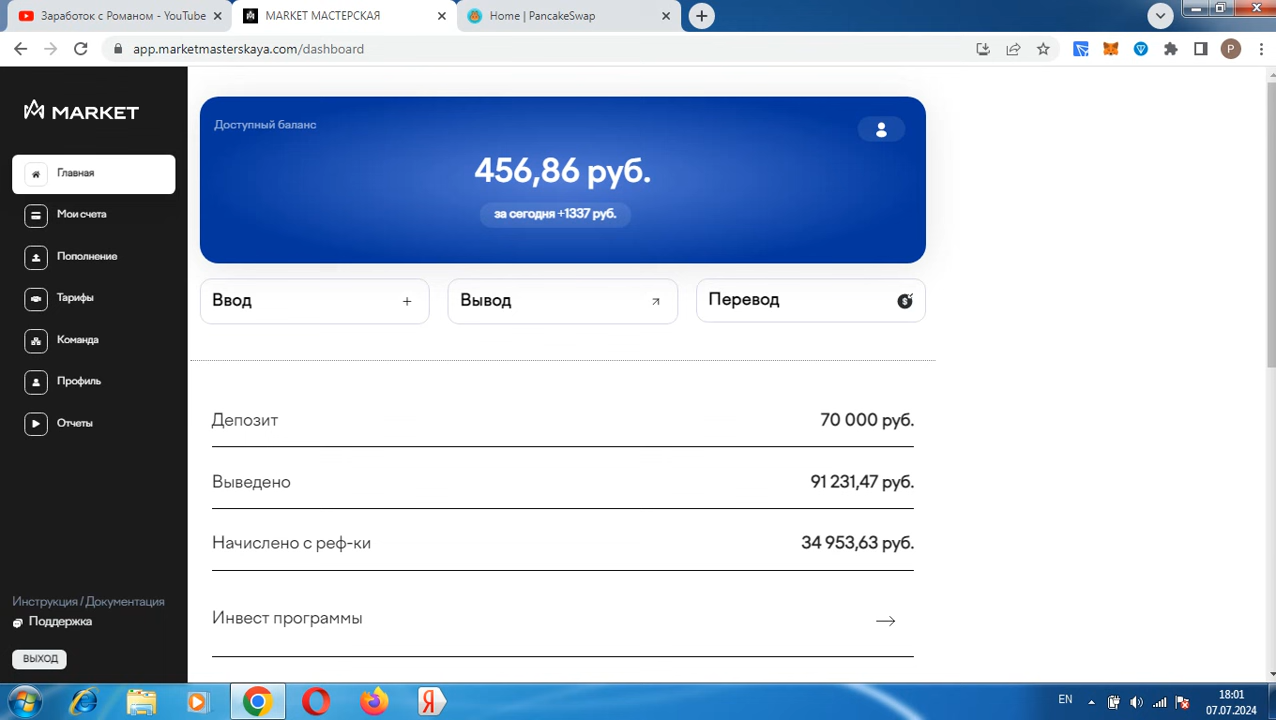 Заработок с Романом - YouTube
MARKET МАСТЕРСКАЯ
Home | PancakeSwap
app.marketmasterskaya.com/dashboard
P
MARKET
Главная
Мои счета
Пополнение
Тарифы
Команда
Профиль
Отчеты
Инструкция / Документация
Поддержка
ВЫХОД
Доступный баланс
456,86 руб.
за сегодня +1337 руб.
Ввод
Вывод
Перевод
Депозит 70 000 руб.
Выведено 91 231,47 руб.
Начислено с реф-ки 34 953,63 руб.
Инвест программы
EN
18:01
07.07.2024